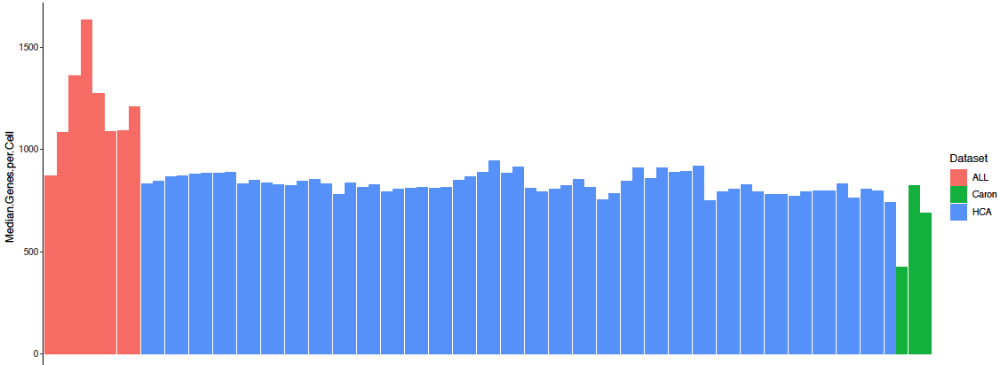 Median.Genes.per.Cell
1500
1000
500
0
Dataset
ALL
Caron
HCA